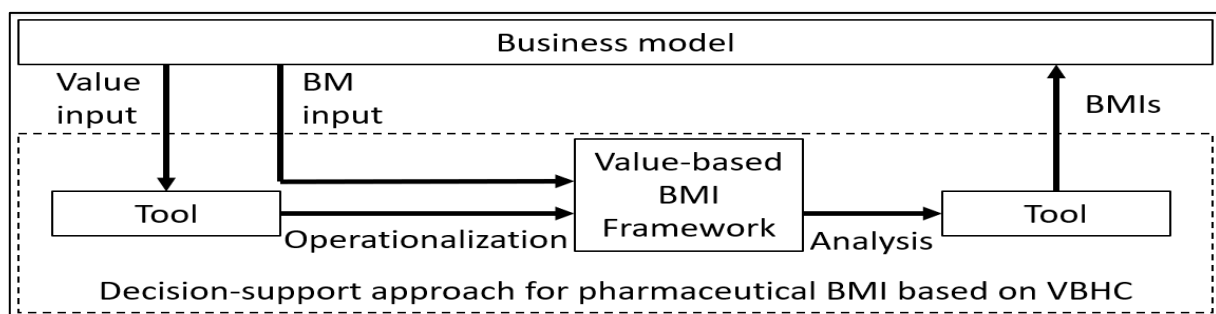 Business model
Value
input
BM
input
BMIs
Value-based
BMI
Framework
Tool
Tool
Operationalization
Analysis
Decision-support approach for pharmaceutical BMI based on VBHC